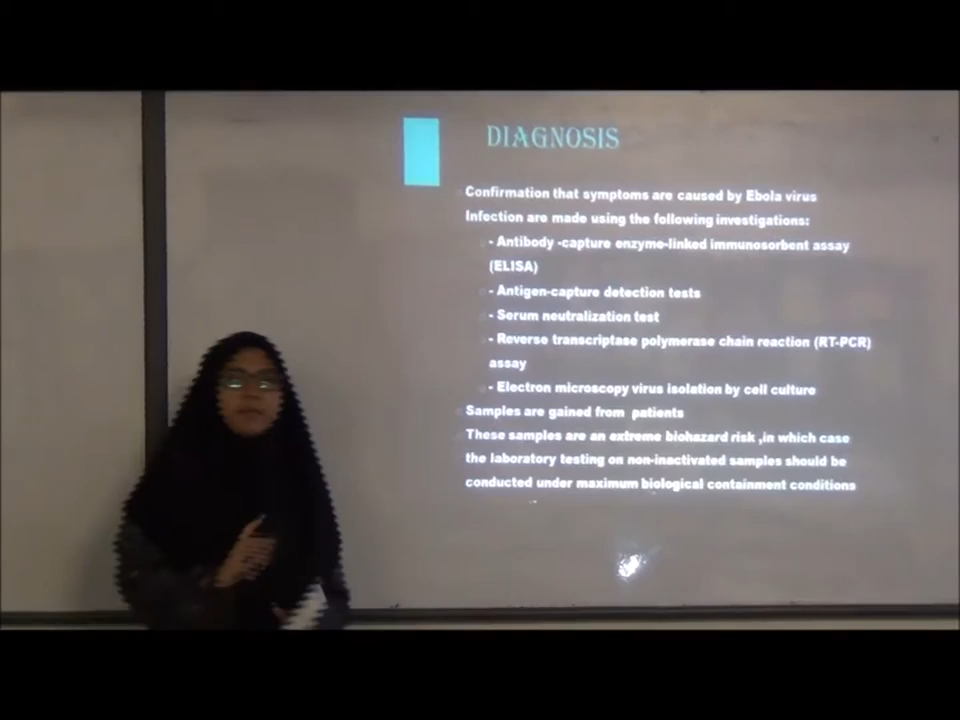 DIAGNOSIS
Confirmation that symptoms are caused by Ebola virus
Infection are made using the following investigations:
- Antibody -capture enzyme-linked immunosorbent assay
(ELISA)
- Antigen-capture detection tests
- Serum neutralization test
- Reverse transcriptase polymerase chain reaction (RT-PCR)
assay
- Electron microscopy virus isolation by cell culture
Samples are gained from patients
These samples are an extreme biohazard risk ,in which case
the laboratory testing on non-inactivated samples should be
conducted under maximum biological containment conditions